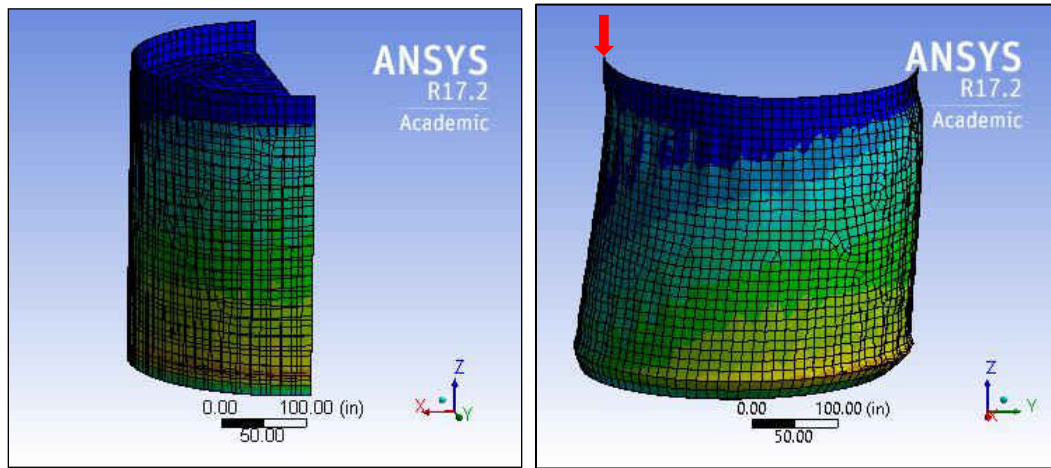 ANSYS
R17.2
Academic
0.00 100.00 (in)
50.00
Z
X
Y
ANSYS
R17.2
Academic
0.00 100.00 (in)
50.00
Z
X
Y